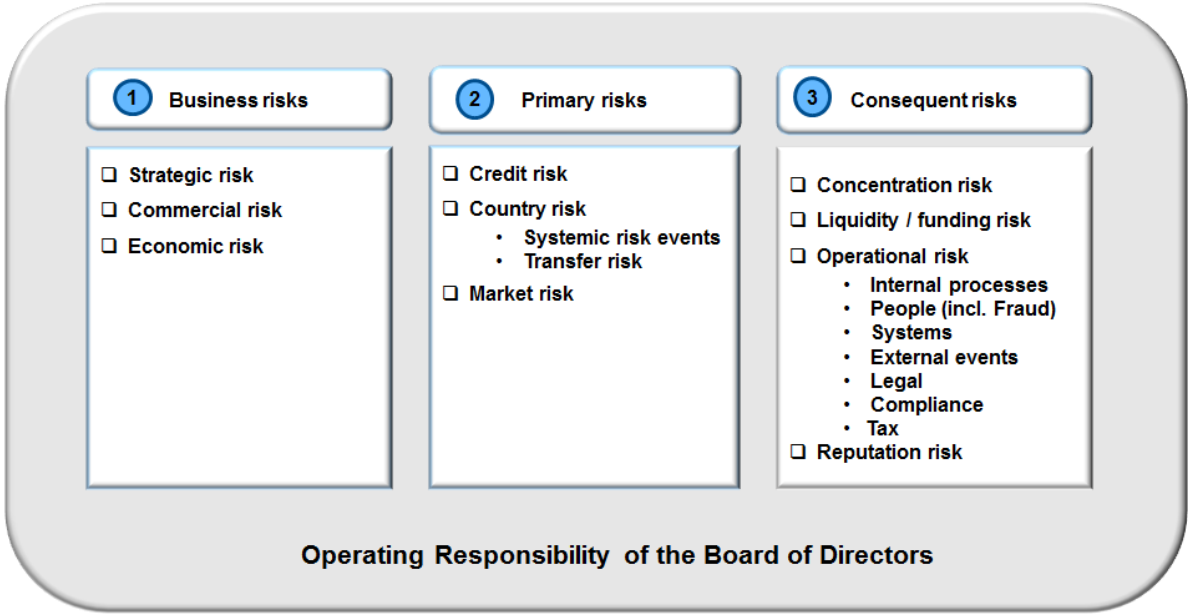 1 Business risks
Strategic risk
Commercial risk
Economic risk
2 Primary risks
Credit risk
Country risk
• Systemic risk events
• Transfer risk
Market risk
3 Consequent risks
Concentration risk
Liquidity / funding risk
Operational risk
• Internal processes
• People (incl. Fraud)
• Systems
• External events
• Legal
• Compliance
• Tax
Reputation risk
Operating Responsibility of the Board of Directors